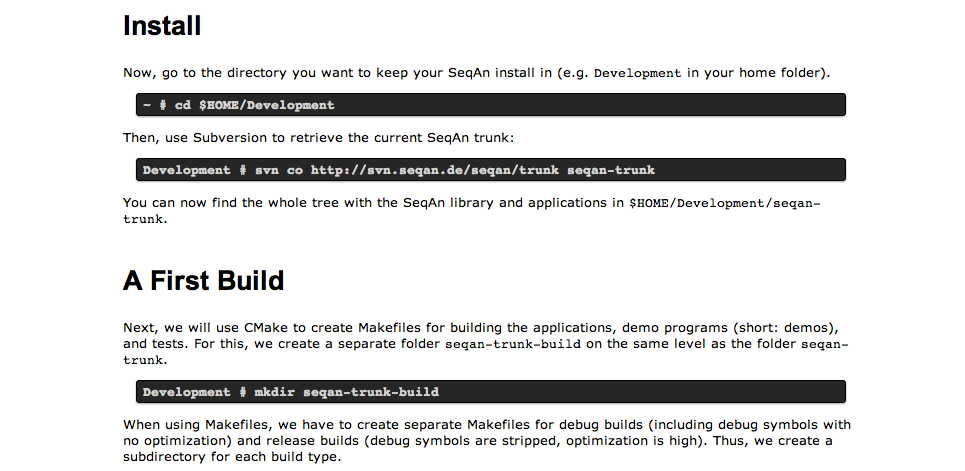 Install
Now, go to the directory you want to keep your SeqAn install in (e.g. Development in your home folder).
~ # cd $HOME/Development
Then, use Subversion to retrieve the current SeqAn trunk:
Development # svn co http://svn.seqan.de/seqan/trunk seqan-trunk
You can now find the whole tree with the SeqAn library and applications in $HOME/Development/seqan-
trunk.
A First Build
Next, we will use CMake to create Makefiles for building the applications, demo programs (short: demos),
and tests. For this, we create a separate folder seqan-trunk-build on the same level as the folder seqan-
trunk.
Development # mkdir seqan-trunk-build
When using Makefiles, we have to create separate Makefiles for debug builds (including debug symbols with
no optimization) and release builds (debug symbols are stripped, optimization is high). Thus, we create a
subdirectory for each build type.